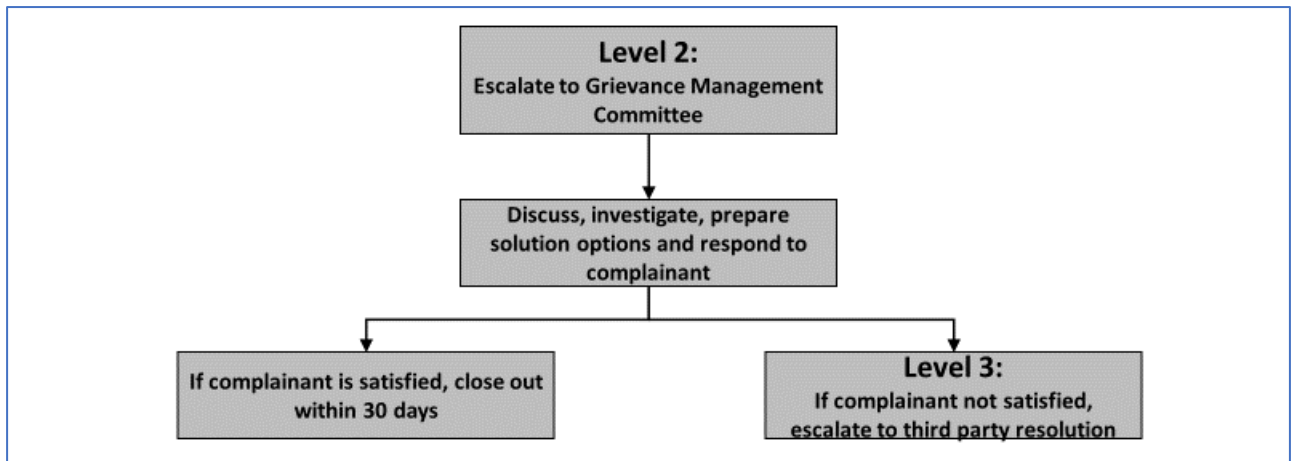 Level 2:
Escalate to Grievance Management
Committee
Discuss, investigate, prepare
solution options and respond to
complainant
If complainant is satisfied, close out
within 30 days
Level 3:
If complainant not satisfied,
escalate to third party resolution